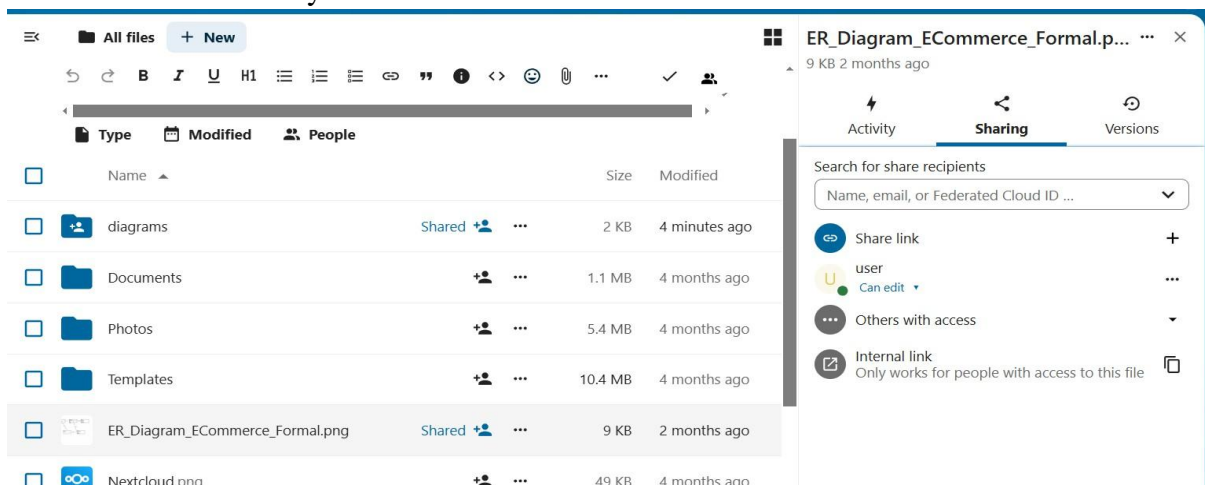 All files + New
B I U H1
Type Modified People
Name Size Modified
diagrams Shared 2 KB 4 minutes ago
Documents 1.1 MB 4 months ago
Photos 5.4 MB 4 months ago
Templates 10.4 MB 4 months ago
ER_Diagram_ECommerce_Formal.png Shared 9 KB 2 months ago
Nextcloud.png 49 KB 4 months ago
ER_Diagram_ECommerce_Formal.p...
9 KB 2 months ago
Activity Sharing Versions
Search for share recipients
Name, email, or Federated Cloud ID ...
Share link
U
user
Can edit
Others with access
Internal link
Only works for people with access to this file